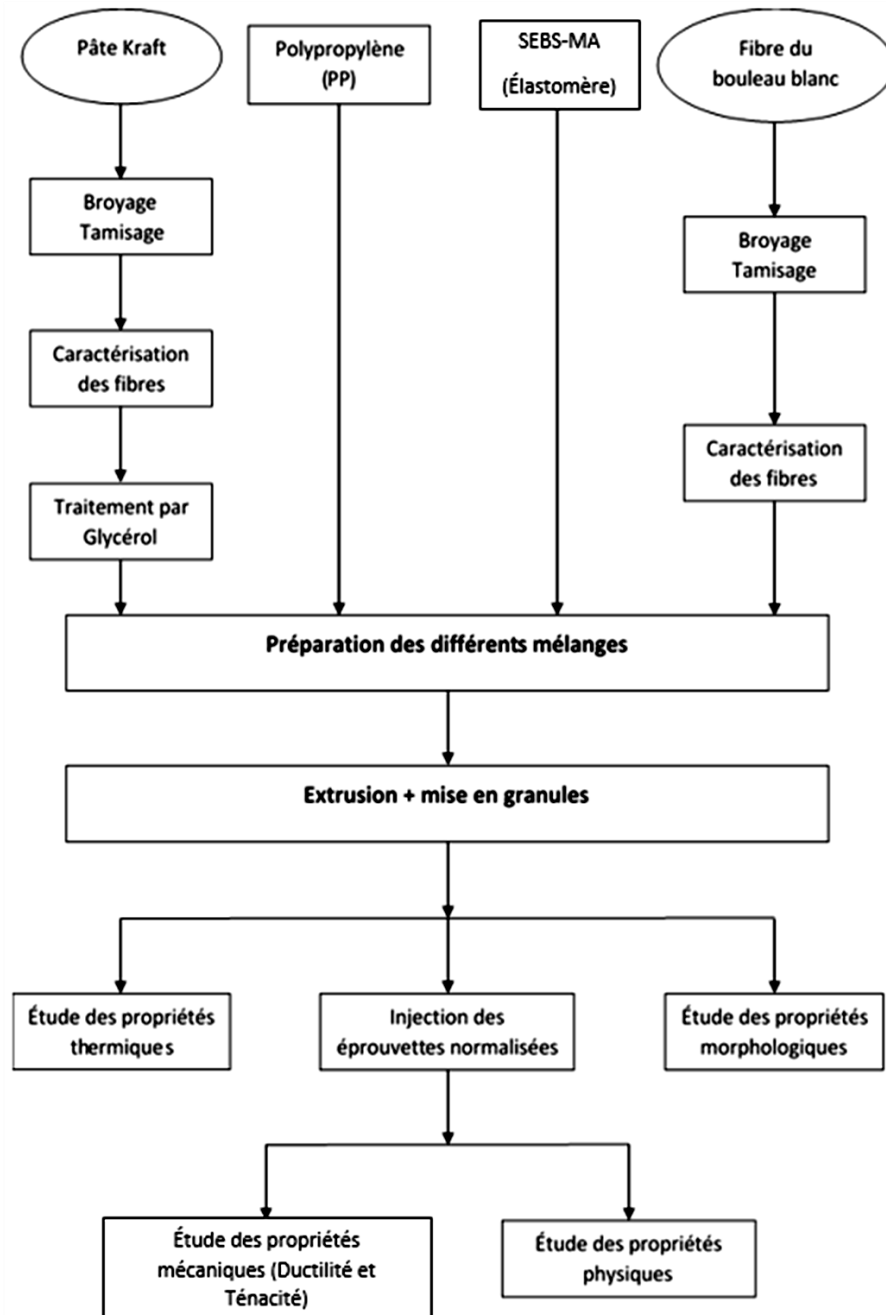 Pâte Kraft
Polypropylène
(PP)
SEBS-MA
(Élastomère)
Fibre du
bouleau blanc
Broyage
Tamisage
Broyage
Tamisage
Caractérisation
des fibres
Caractérisation
des fibres
Traitement par
Glycérol
Préparation des différents mélanges
Extrusion + mise en granules
Étude des propriétés
thermiques
Injection des
éprouvettes normalisées
Étude des propriétés
morphologiques
Étude des propriétés
mécaniques (Ductilité et
Ténacité)
Étude des propriétés
physiques